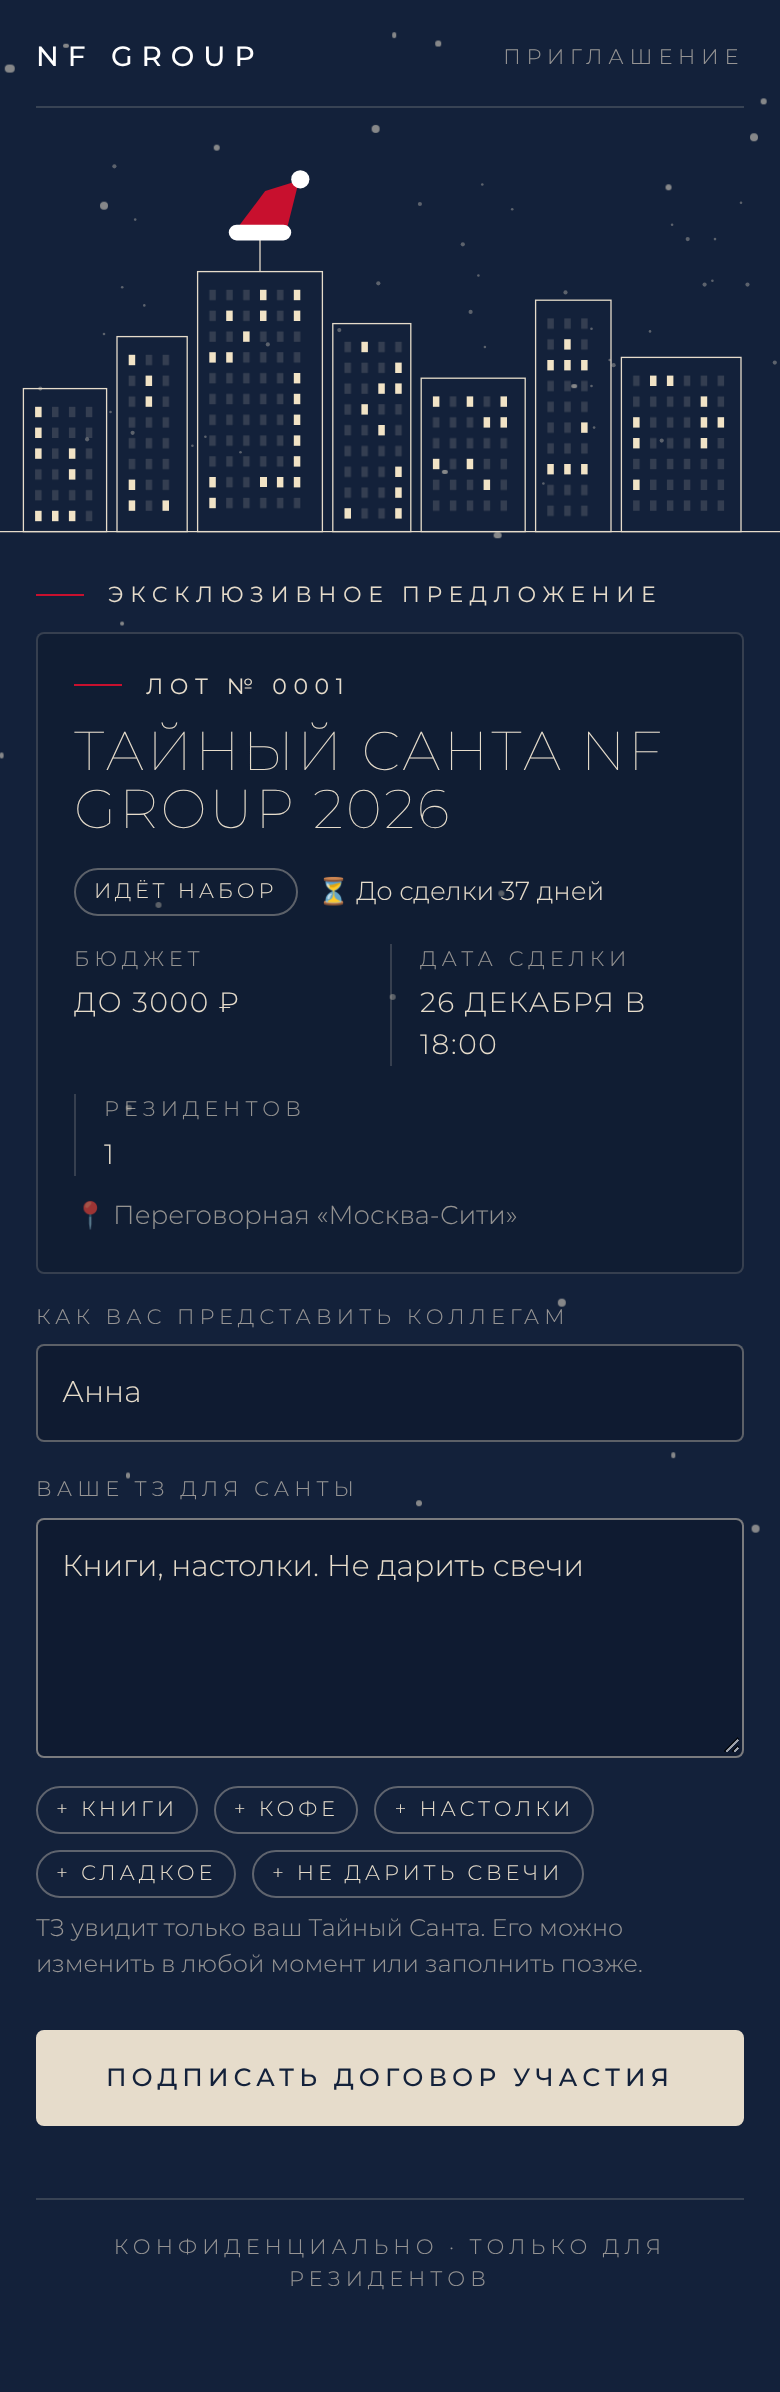 NF GROUP
ПРИГЛАШЕНИЕ
ЭКСКЛЮЗИВНОЕ ПРЕДЛОЖЕНИЕ
ЛОТ № 0001
ТАЙНЫЙ САНТА NF
GROUP 2026
ИДЁТ НАБОР
⏳ До сделки 37 дней
БЮДЖЕТ
ДО 3000 ₽
ДАТА СДЕЛКИ
26 ДЕКАБРЯ В
18:00
РЕЗИДЕНТОВ
1
📍 Переговорная «Москва-Сити»
КАК ВАС ПРЕДСТАВИТЬ КОЛЛЕГАМ
Анна
ВАШЕ ТЗ ДЛЯ САНТЫ
Книги, настолки. Не дарить свечи
+ КНИГИ
+ КОФЕ
+ НАСТОЛКИ
+ СЛАДКОЕ
+ НЕ ДАРИТЬ СВЕЧИ
ТЗ увидит только ваш Тайный Санта. Его можно
изменить в любой момент или заполнить позже.
ПОДПИСАТЬ ДОГОВОР УЧАСТИЯ
КОНФИДЕНЦИАЛЬНО · ТОЛЬКО ДЛЯ
РЕЗИДЕНТОВ